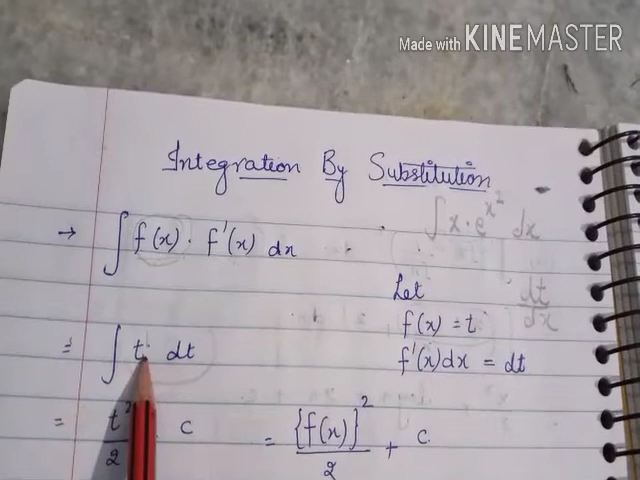 Made with KINEMASTER
Integration By Substitution
→ ∫ f(x) · f'(x) dx
∫ x · e^x² dx
Let
dt/dx
f(x) = t
f'(x)dx = dt
= ∫ t · dt
= t²/2 C = {f(x)}²/2 + C